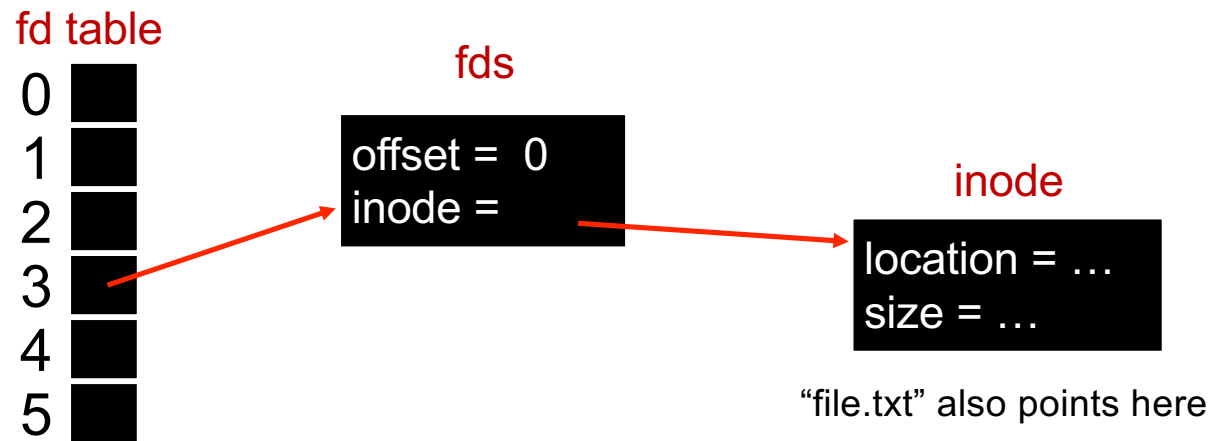 fd table
0
1
2
3
4
5
fds
offset =  0
inode =
inode
location = …
size = …
“file.txt” also points here